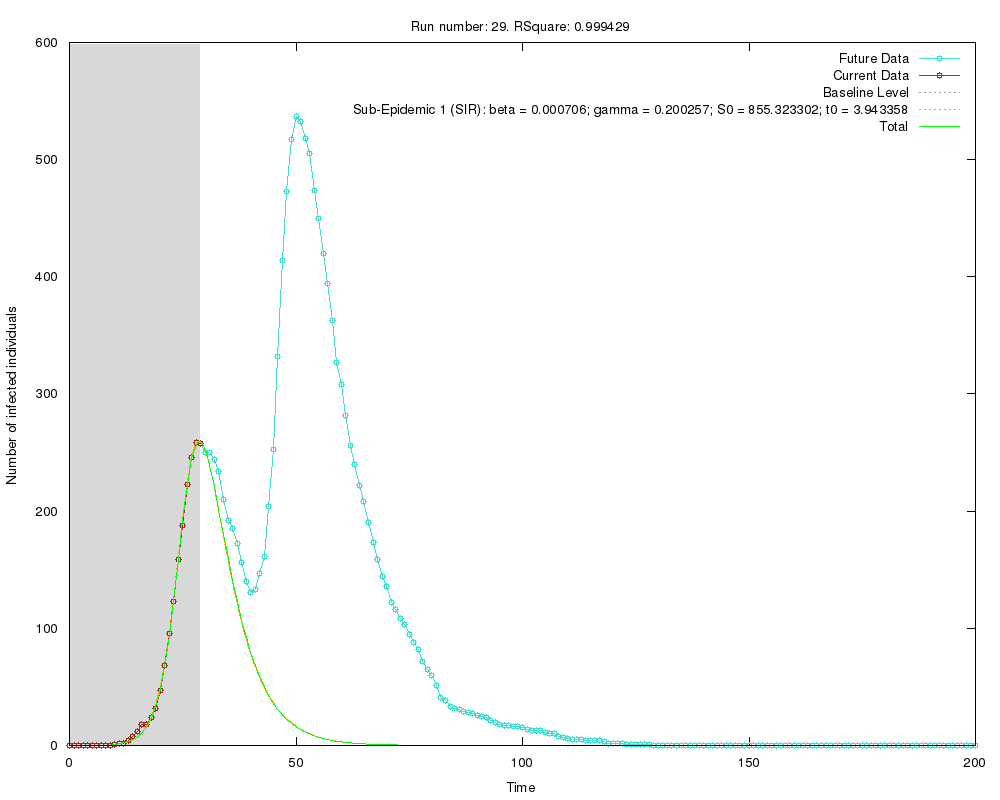 Run number: 29. RSquare: 0.999429
600
500
400
300
200
100
0
0
50
100
150
200
Number of infected individuals
Time
Future Data
Current Data
Baseline Level
Sub-Epidemic 1 (SIR): beta = 0.000706; gamma = 0.200257; S0 = 855.323302; t0 = 3.943358
Total